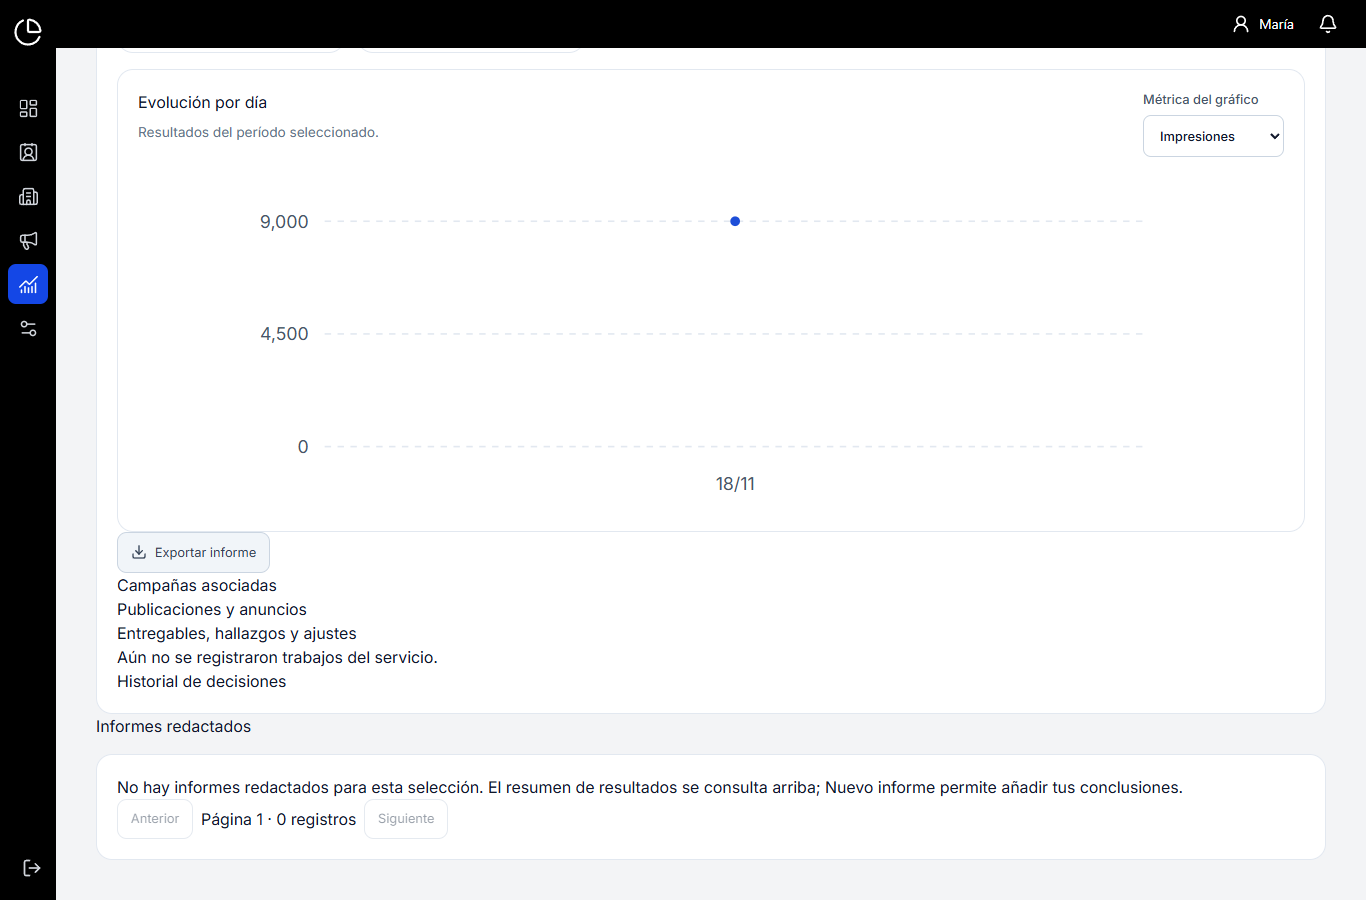 María
Evolución por día
Resultados del período seleccionado.
Métrica del gráfico
Impresiones
9,000
4,500
0
18/11
Exportar informe
Campañas asociadas
Publicaciones y anuncios
Entregables, hallazgos y ajustes
Aún no se registraron trabajos del servicio.
Historial de decisiones
Informes redactados
No hay informes redactados para esta selección. El resumen de resultados se consulta arriba; Nuevo informe permite añadir tus conclusiones.
Anterior Página 1 · 0 registros Siguiente